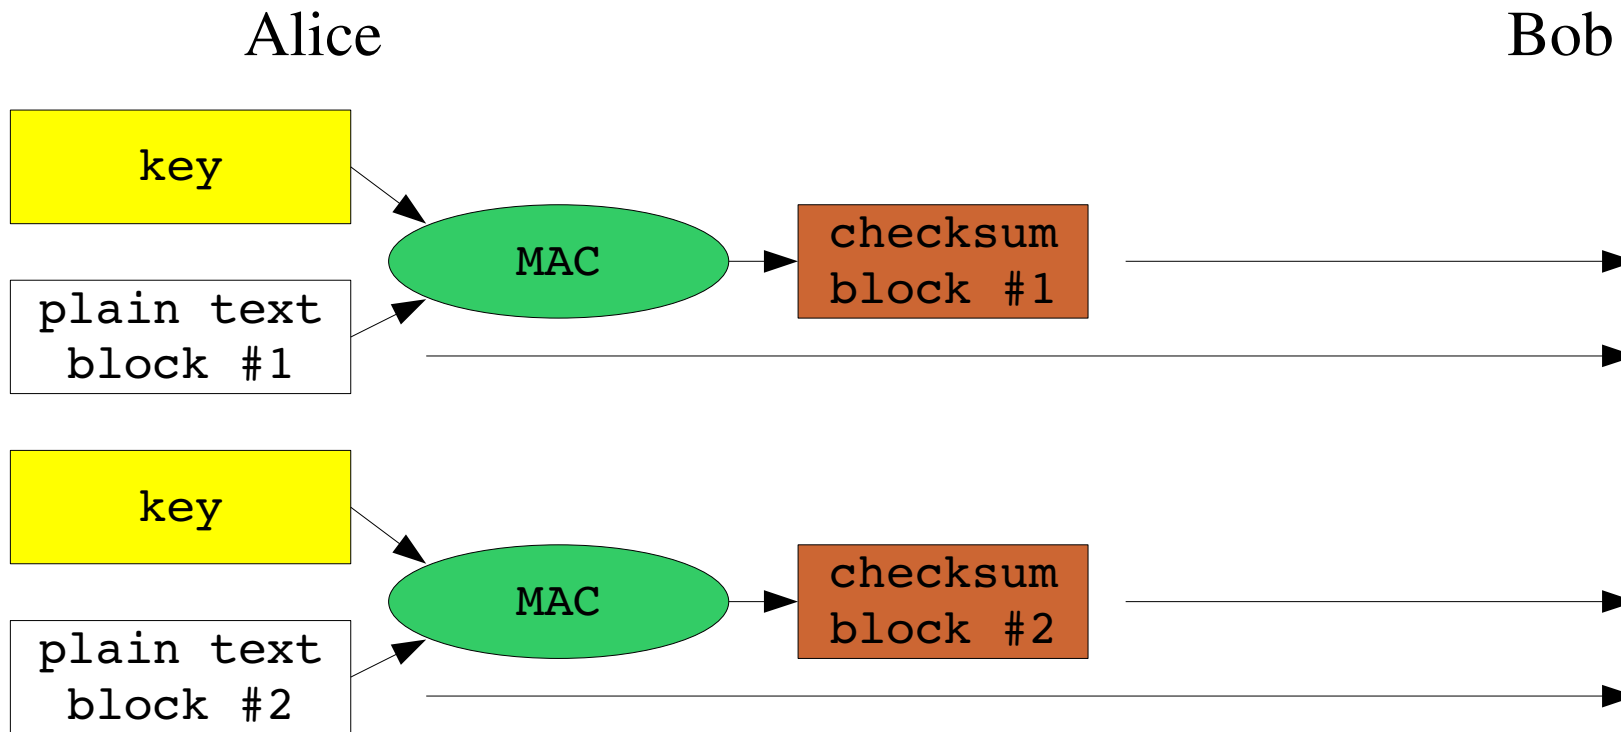 Alice
Bob
key
MAC
checksum
block #1
plain text
block #1
key
MAC
checksum
block #2
plain text
block #2